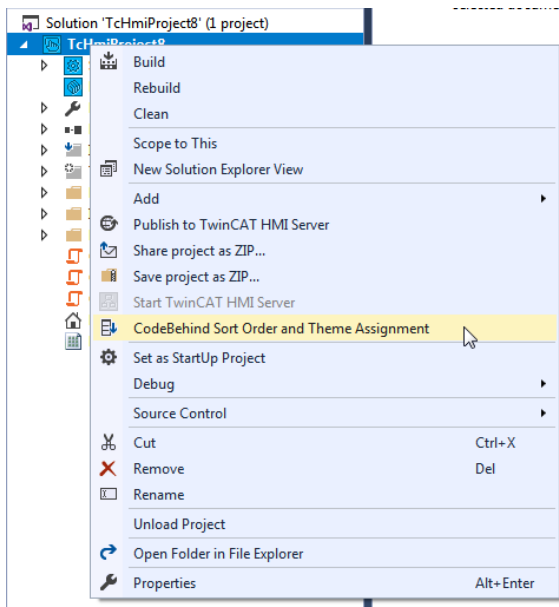 Solution 'TcHmiProject8' (1 project)
TcHmiProject8
Build
Rebuild
Clean
Scope to This
New Solution Explorer View
Add
Publish to TwinCAT HMI Server
Share project as ZIP...
Save project as ZIP...
Start TwinCAT HMI Server
CodeBehind Sort Order and Theme Assignment
Set as StartUp Project
Debug
Source Control
Cut Ctrl+X
Remove Del
Rename
Unload Project
Open Folder in File Explorer
Properties Alt+Enter